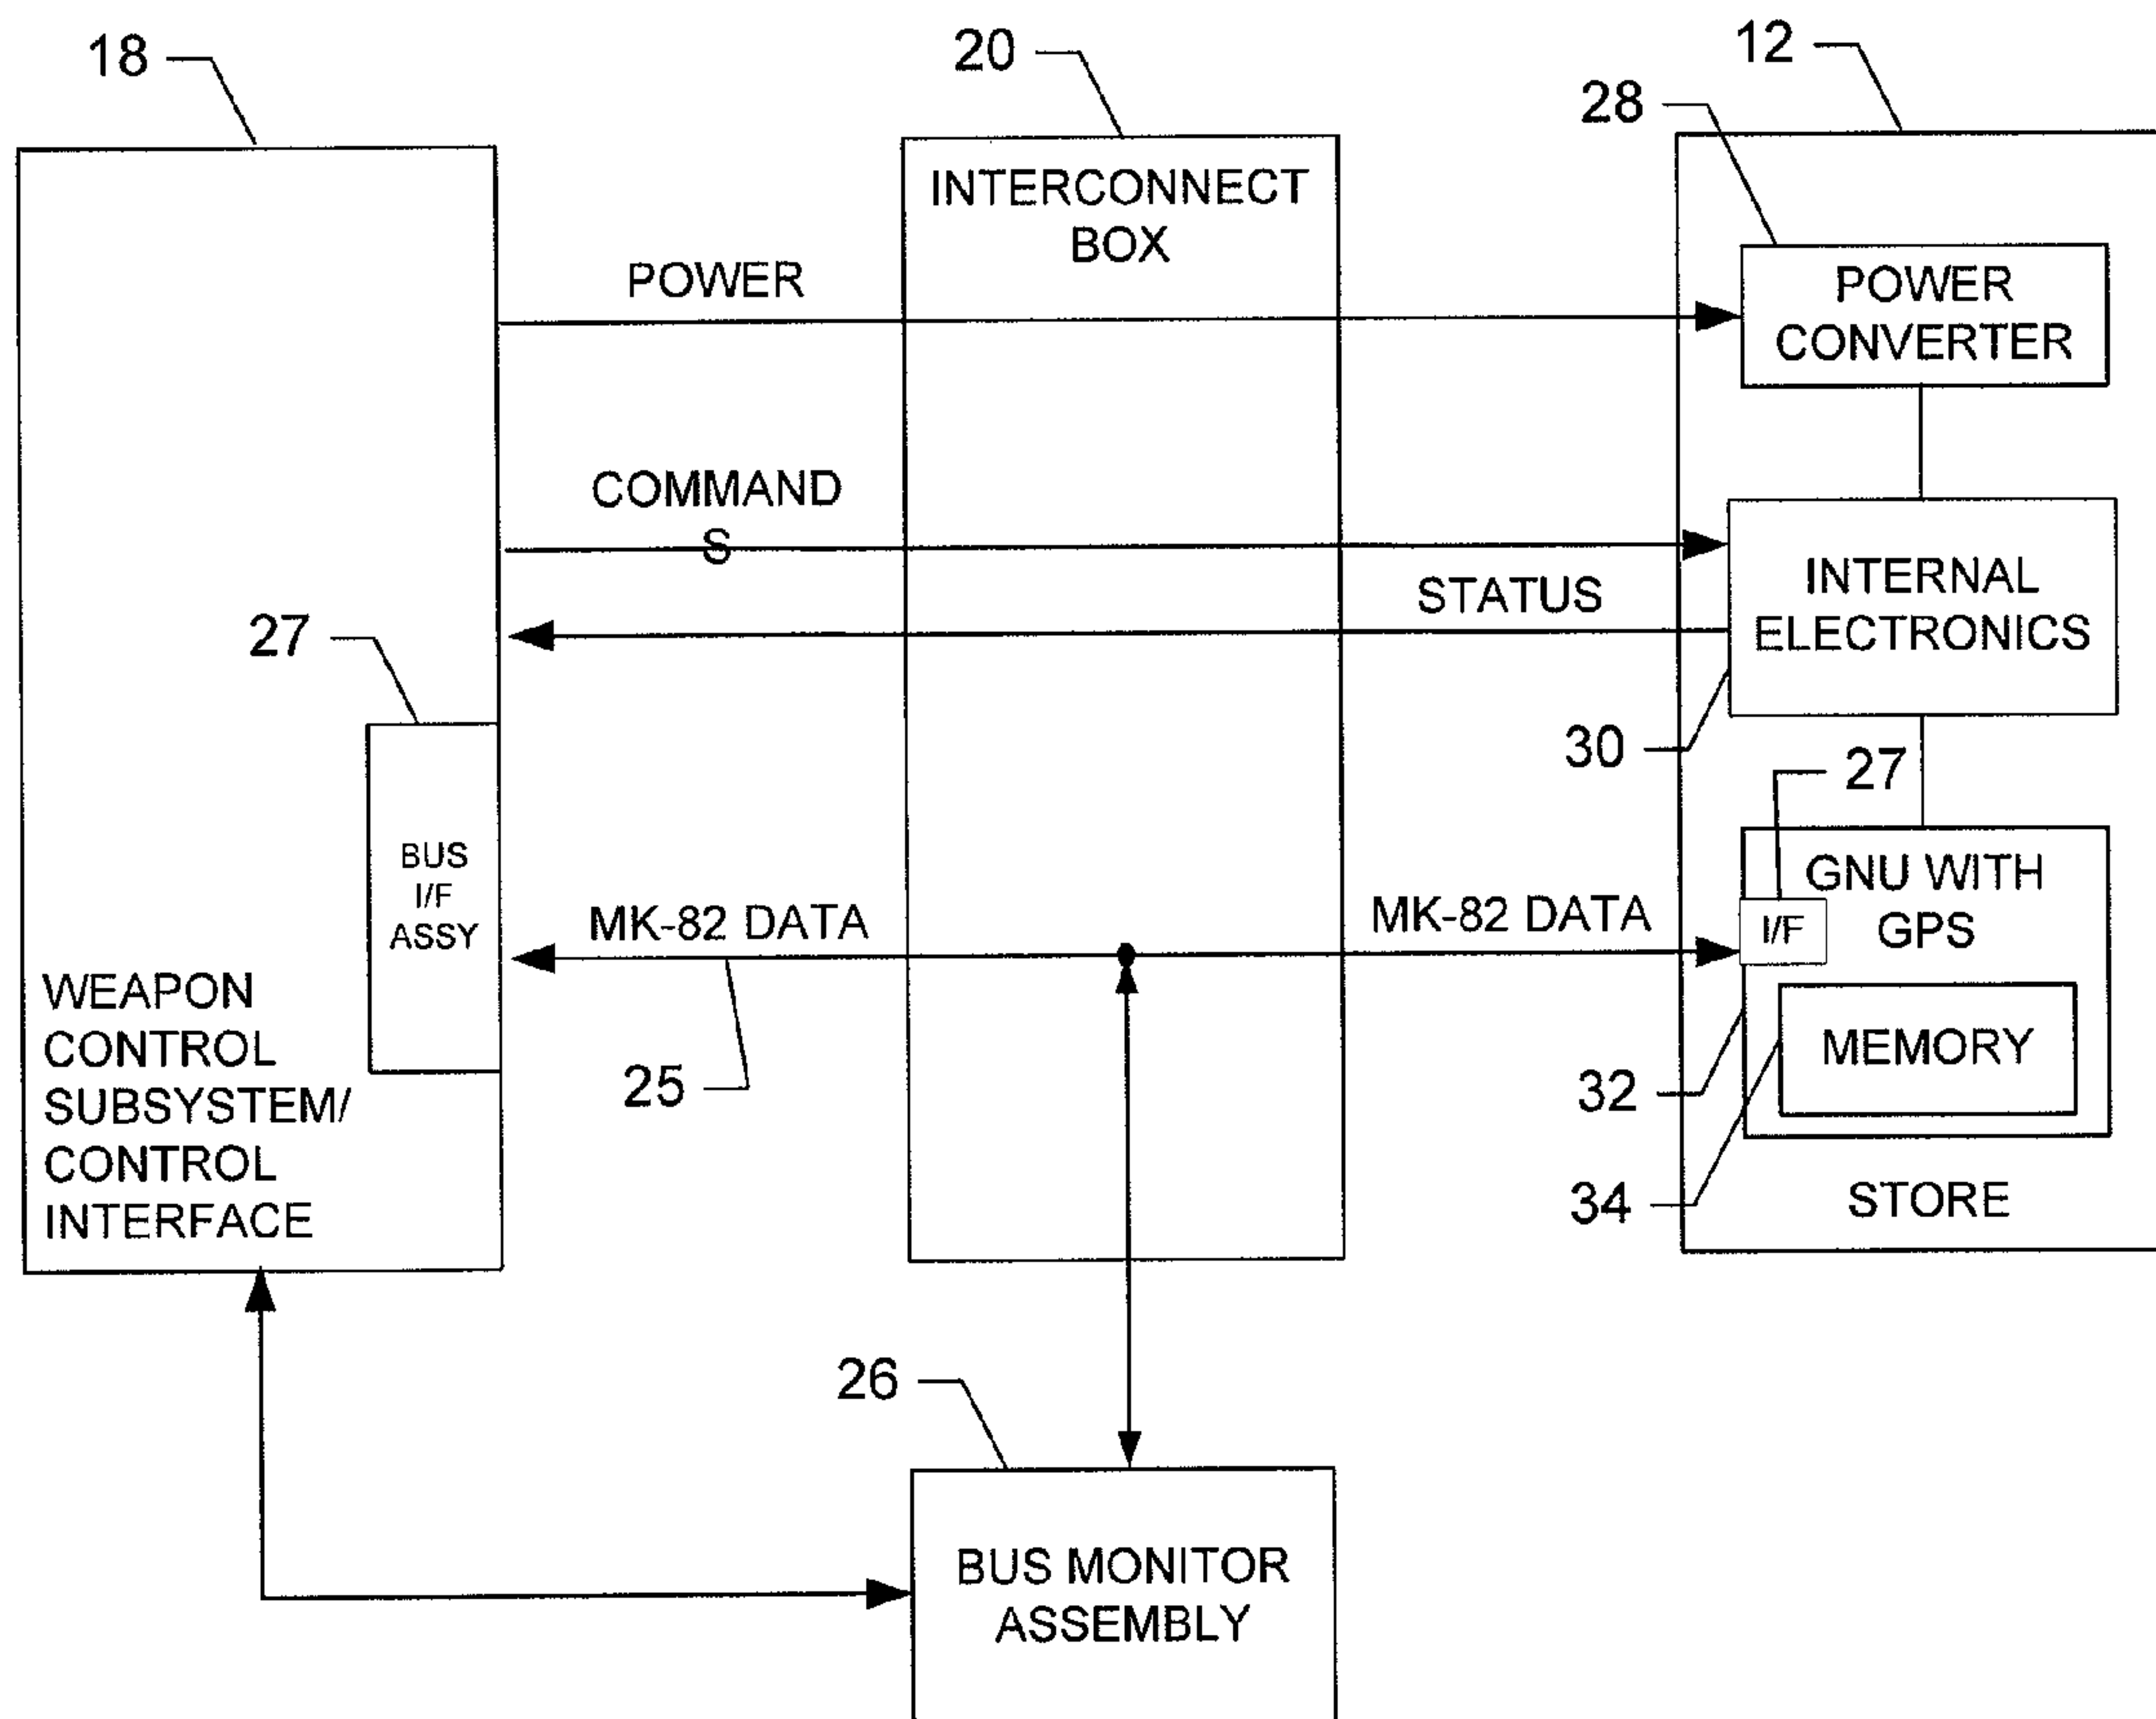 18
20
12
28
INTERCONNECT
BOX
POWER
CONVERTER
POWER
COMMAND
S
STATUS
INTERNAL
ELECTRONICS
27
30
27
BUS
I/F
ASSY
MK-82 DATA
MK-82 DATA
I/F
GNU WITH
GPS
MEMORY
WEAPON
CONTROL
SUBSYSTEM/
CONTROL
INTERFACE
25
32
34
STORE
26
BUS MONITOR
ASSEMBLY